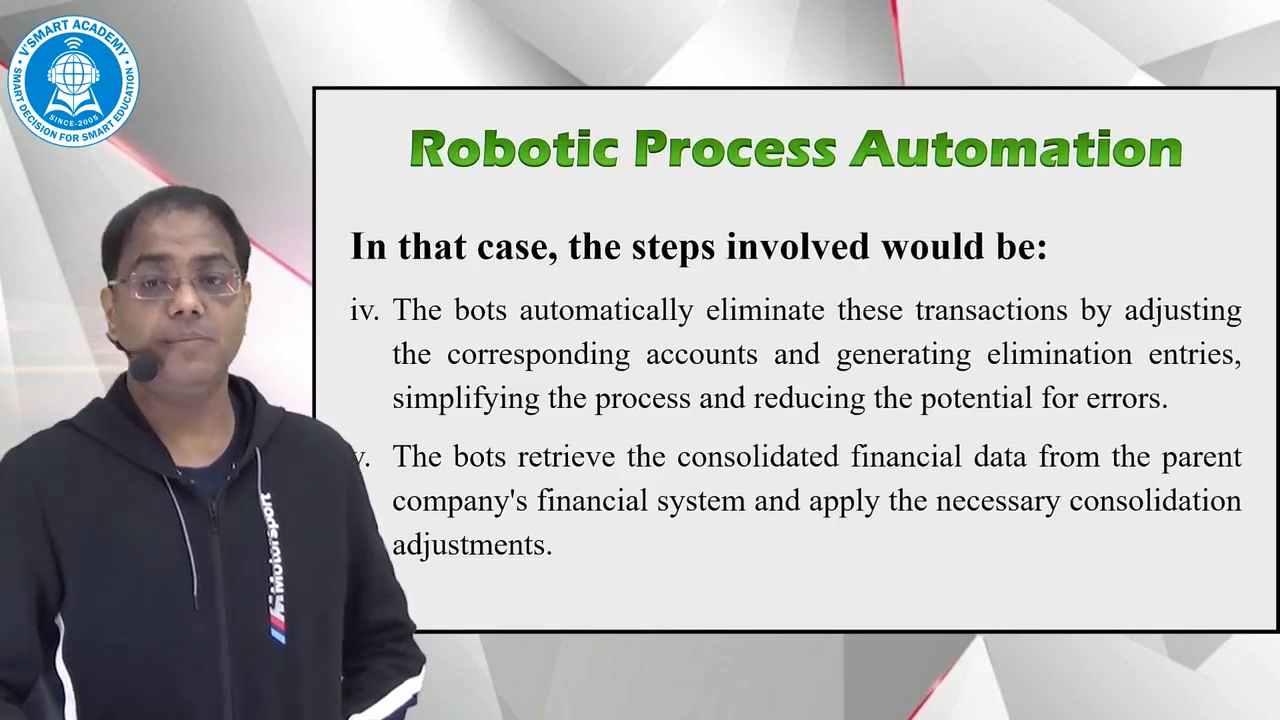 V'SMART ACADEMY
SMART DECISION FOR SMART EDUCATION
SINCE-2005
Robotic Process Automation
In that case, the steps involved would be:
iv. The bots automatically eliminate these transactions by adjusting
the corresponding accounts and generating elimination entries,
simplifying the process and reducing the potential for errors.
v. The bots retrieve the consolidated financial data from the parent
company's financial system and apply the necessary consolidation
adjustments.
Motorsport